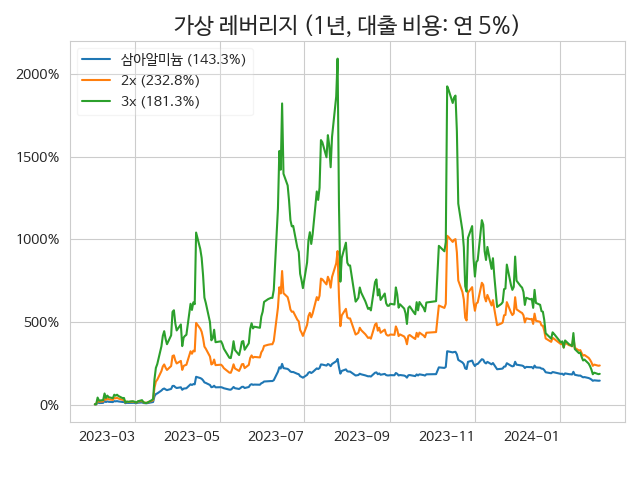 가상 레버리지 (1년, 대출 비용: 연 5%)
삼아알미늄 (143.3%)
2x (232.8%)
3x (181.3%)
2000%
1500%
1000%
500%
0%
2023-03 2023-05 2023-07 2023-09 2023-11 2024-01